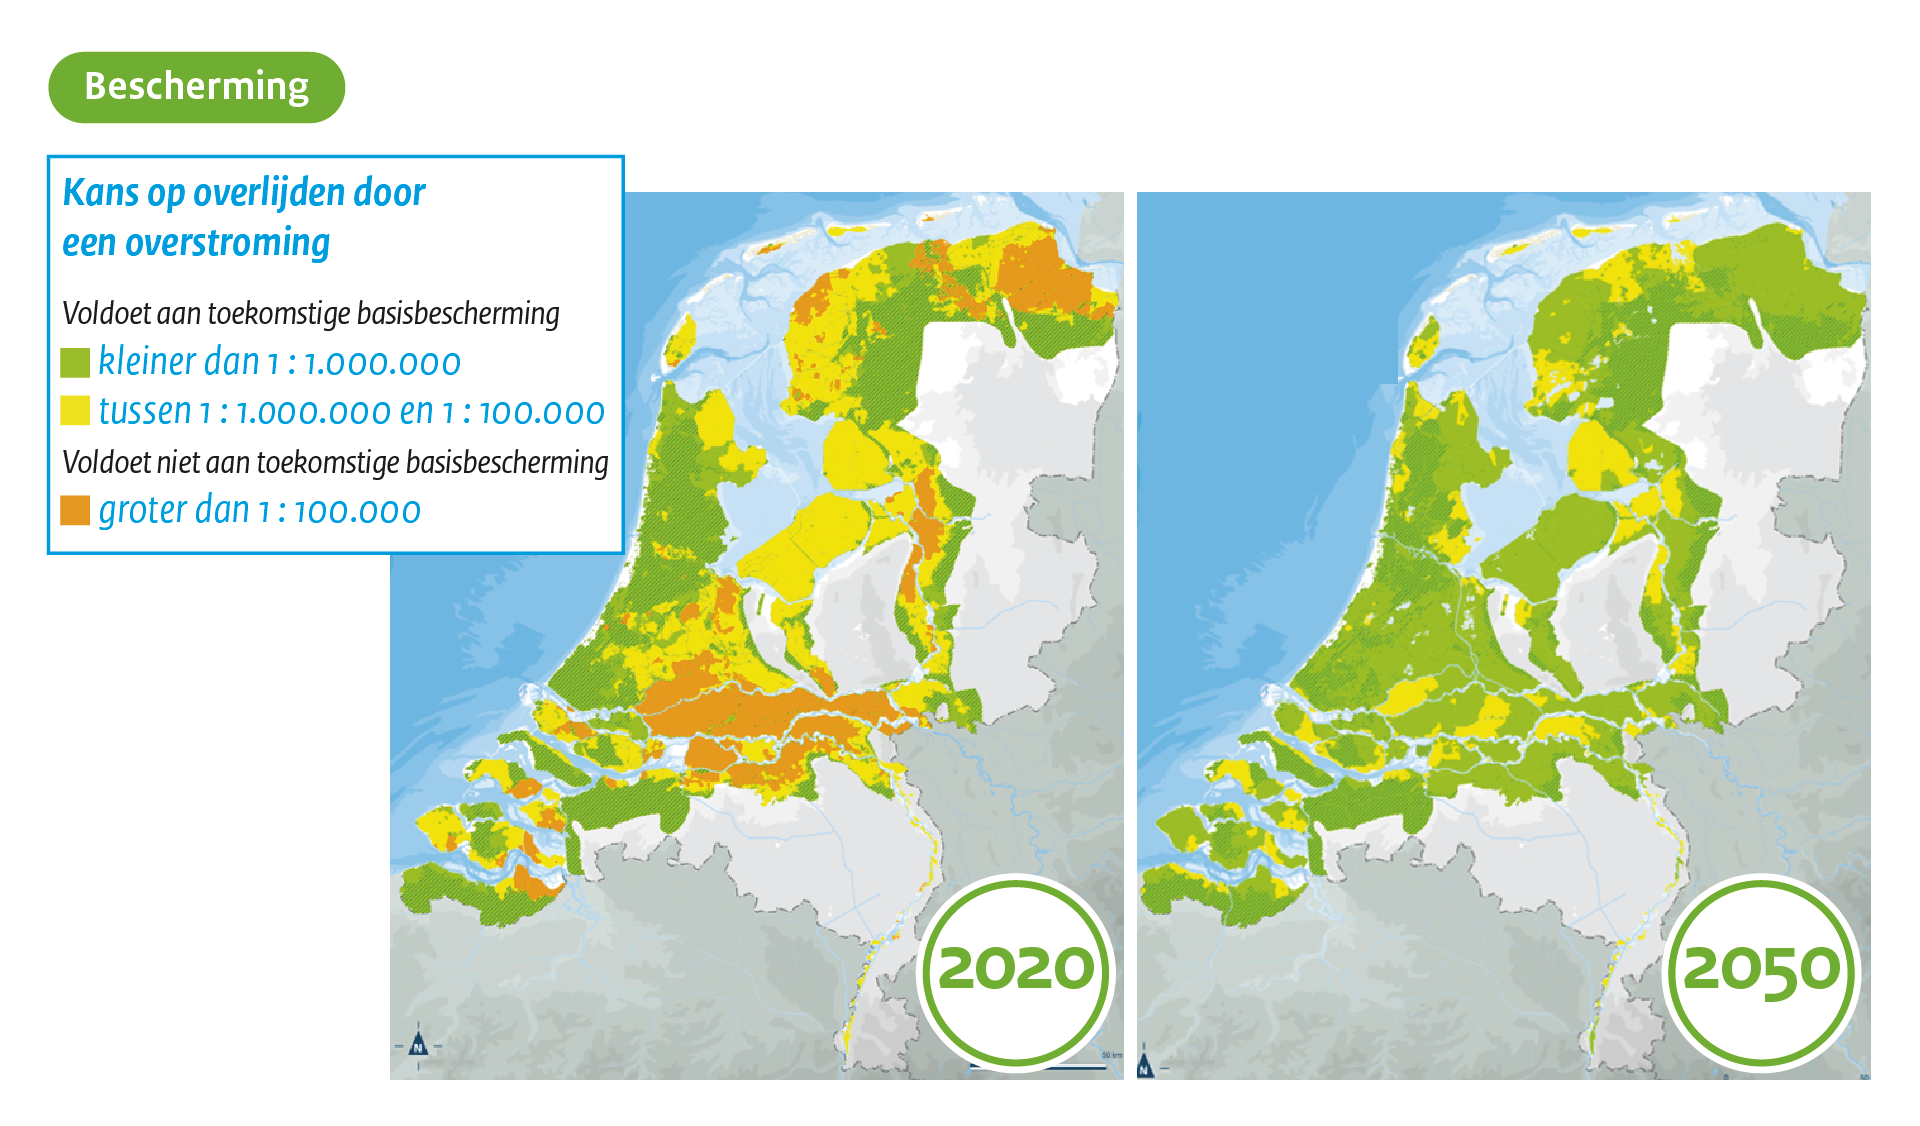 Bescherming
Kans op overlijden door
een overstroming
Voldoet aan toekomstige basisbescherming
kleiner dan 1 : 1.000.000
tussen 1 : 1.000.000 en 1 : 100.000
Voldoet niet aan toekomstige basisbescherming
groter dan 1 : 100.000
2020
2050
N
50 km
N